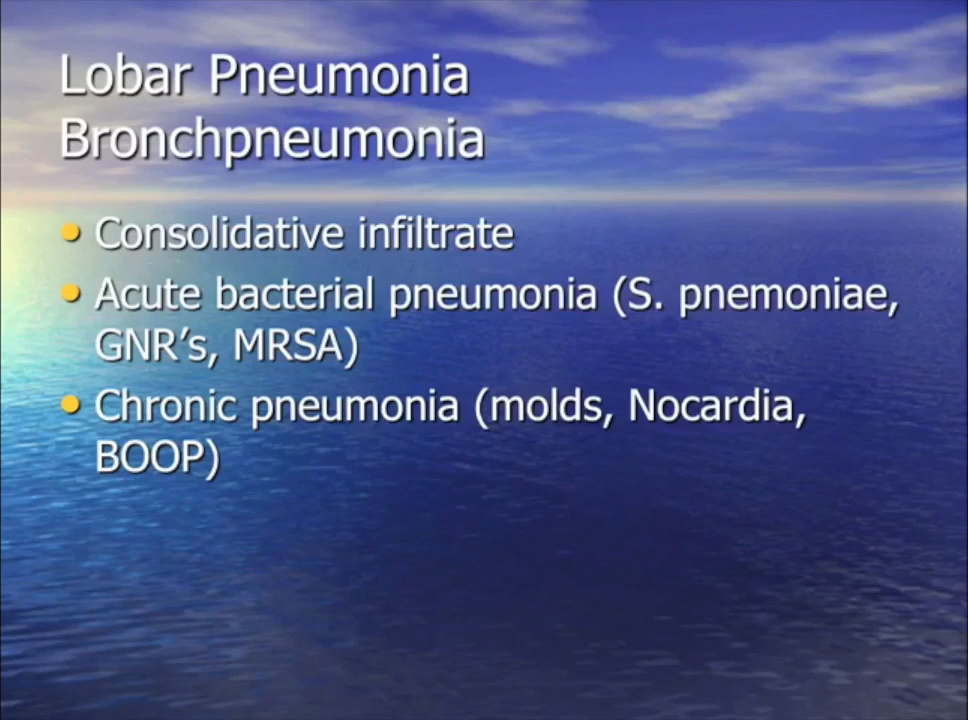 Lobar Pneumonia
Bronchpneumonia
• Consolidative infiltrate
• Acute bacterial pneumonia (S. pnemoniae,
GNR's, MRSA)
• Chronic pneumonia (molds, Nocardia,
BOOP)